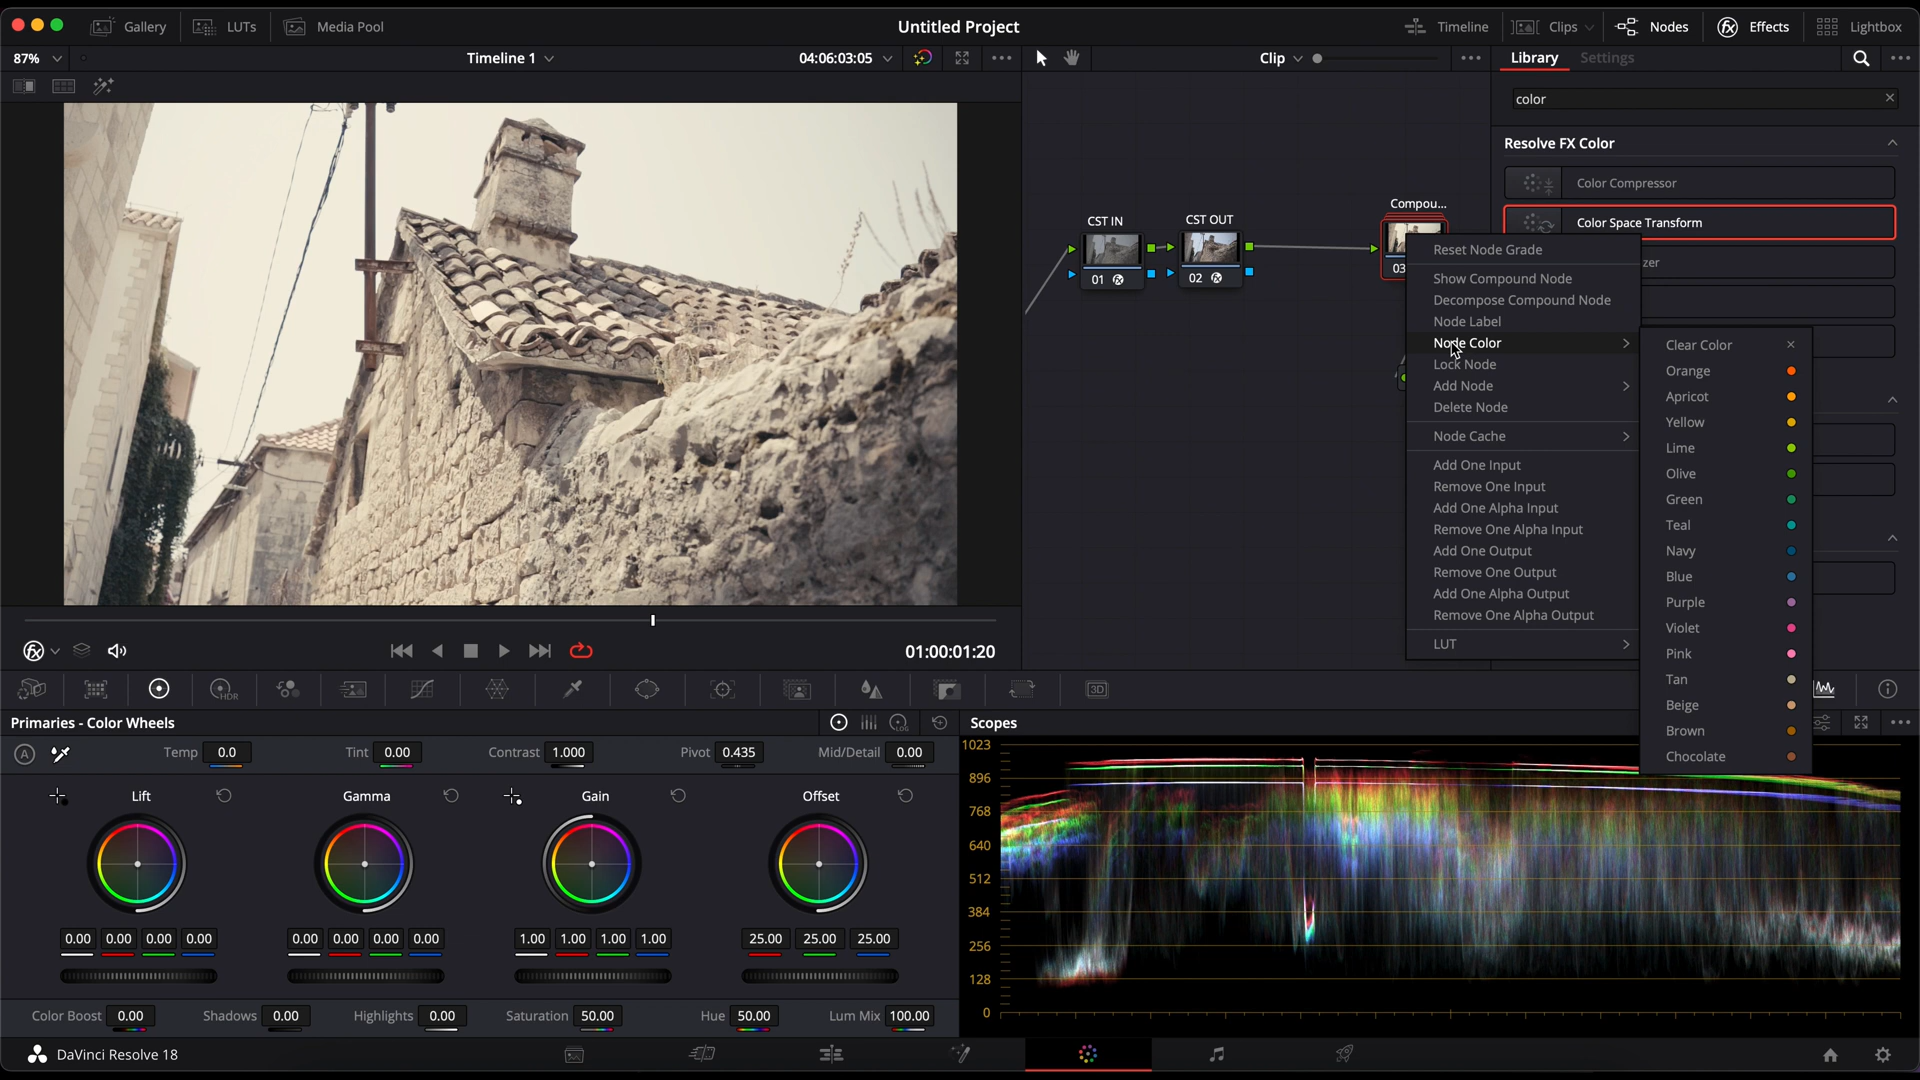 Gallery LUTs Media Pool Untitled Project Timeline Clips Nodes Effects Lightbox
87% Timeline 1 04:06:03:05 Clip Library Settings
color
Resolve FX Color
Color Compressor
Color Space Transform
zer
CST IN CST OUT Compou...
01 02 03
Reset Node Grade
Show Compound Node
Decompose Compound Node
Node Label
Node Color
Lock Node
Add Node
Delete Node
Node Cache
Add One Input
Remove One Input
Add One Alpha Input
Remove One Alpha Input
Add One Output
Remove One Output
Add One Alpha Output
Remove One Alpha Output
LUT
Clear Color
Orange
Apricot
Yellow
Lime
Olive
Green
Teal
Navy
Blue
Purple
Violet
Pink
Tan
Beige
Brown
Chocolate
01:00:01:20
HDR
3D
Primaries - Color Wheels
LOG
A Temp 0.0 Tint 0.00 Contrast 1.000 Pivot 0.435 Mid/Detail 0.00
Lift Gamma Gain Offset
0.00 0.00 0.00 0.00 0.00 0.00 0.00 0.00 1.00 1.00 1.00 1.00 25.00 25.00 25.00
Color Boost 0.00 Shadows 0.00 Highlights 0.00 Saturation 50.00 Hue 50.00 Lum Mix 100.00
Scopes
1023
896
768
640
512
384
256
128
0
DaVinci Resolve 18